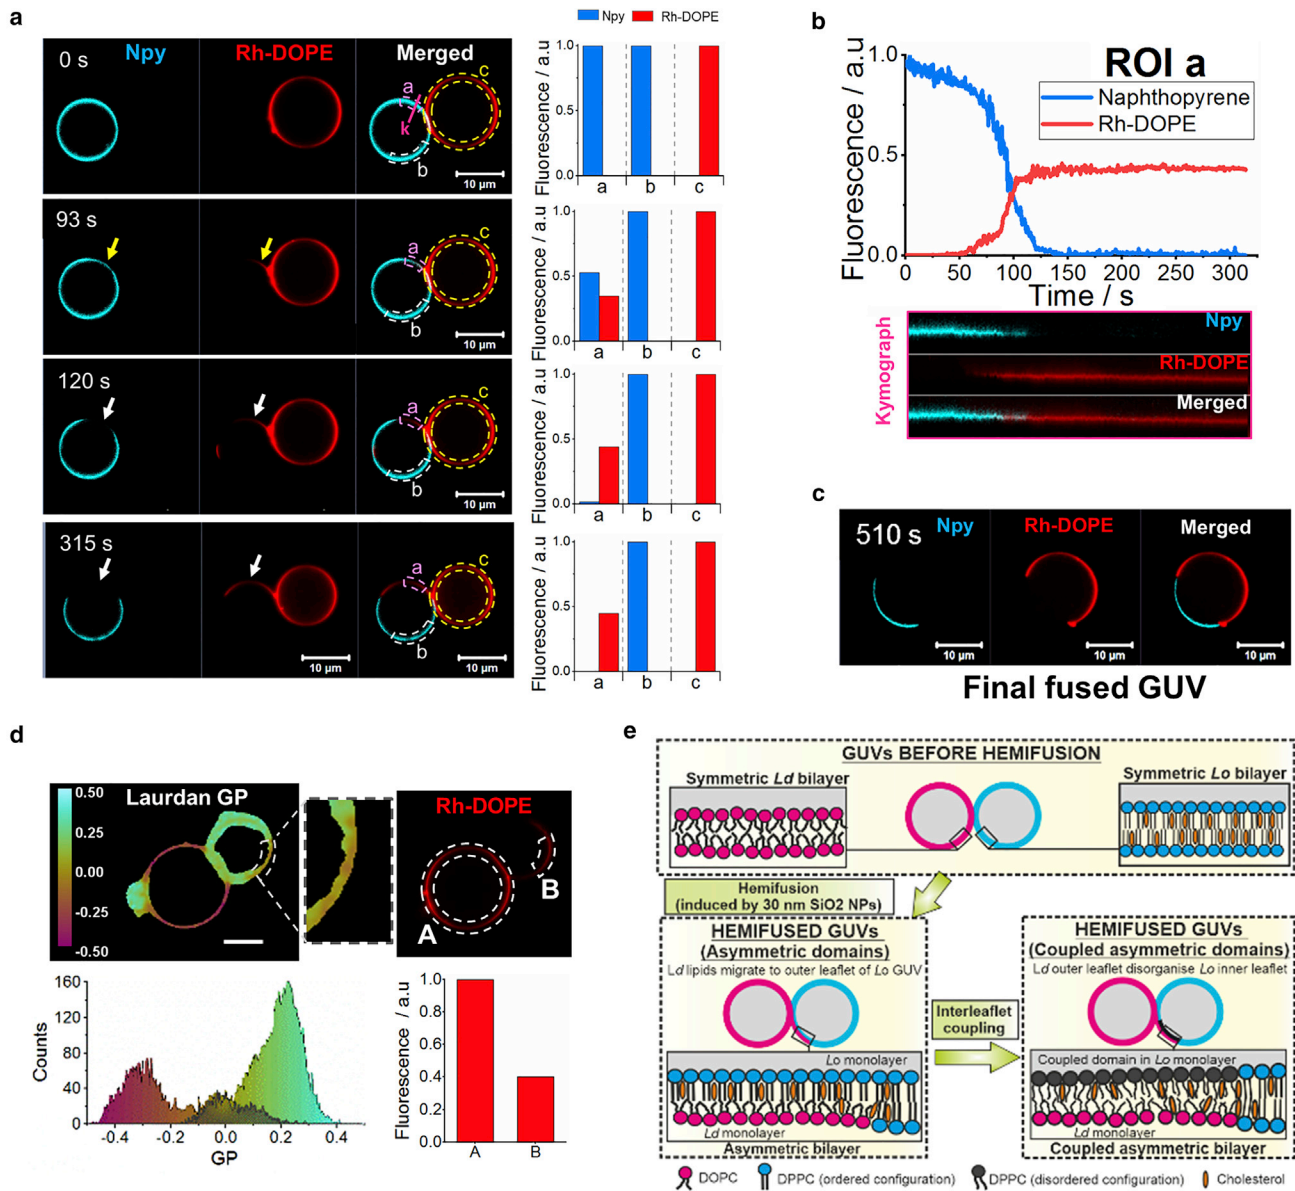 a
Npy Rh-DOPE
Npy Rh-DOPE Merged
0 s
a
c
k
b
10 µm
Fluorescence / a.u
1.0
0.5
0.0
a b c
93 s
a
c
b
10 µm
Fluorescence / a.u
1.0
0.5
0.0
a b c
120 s
a
c
b
10 µm
Fluorescence / a.u
1.0
0.5
0.0
a b c
315 s
a
c
b
10 µm 10 µm
Fluorescence / a.u
1.0
0.5
0.0
a b c
b
ROI a
Naphthopyrene
Rh-DOPE
Fluorescence / a.u
1.0
0.5
0.0
0 50 100 150 200 250 300
Time / s
Kymograph
Npy
Rh-DOPE
Merged
c
510 s Npy Rh-DOPE Merged
10 µm 10 µm 10 µm
Final fused GUV
d
Laurdan GP
0.50
0.25
0.00
-0.25
-0.50
Rh-DOPE
A
B
Counts
160
120
80
40
0
-0.4 -0.2 0.0 0.2 0.4
GP
Fluorescence / a.u
1.0
0.8
0.6
0.4
0.2
0.0
A B
e
GUVs BEFORE HEMIFUSION
Symmetric Ld bilayer
Symmetric Lo bilayer
Hemifusion
(induced by 30 nm SiO2 NPs)
HEMIFUSED GUVs
(Asymmetric domains)
Ld lipids migrate to outer leaflet of Lo GUV
Lo monolayer
Ld monolayer
Asymmetric bilayer
Interleaflet
coupling
HEMIFUSED GUVs
(Coupled asymmetric domains)
Ld outer leaflet disorganise Lo inner leaflet
Coupled domain in Lo monolayer
Ld monolayer
Coupled asymmetric bilayer
DOPC DPPC (ordered configuration) DPPC (disordered configuration) Cholesterol